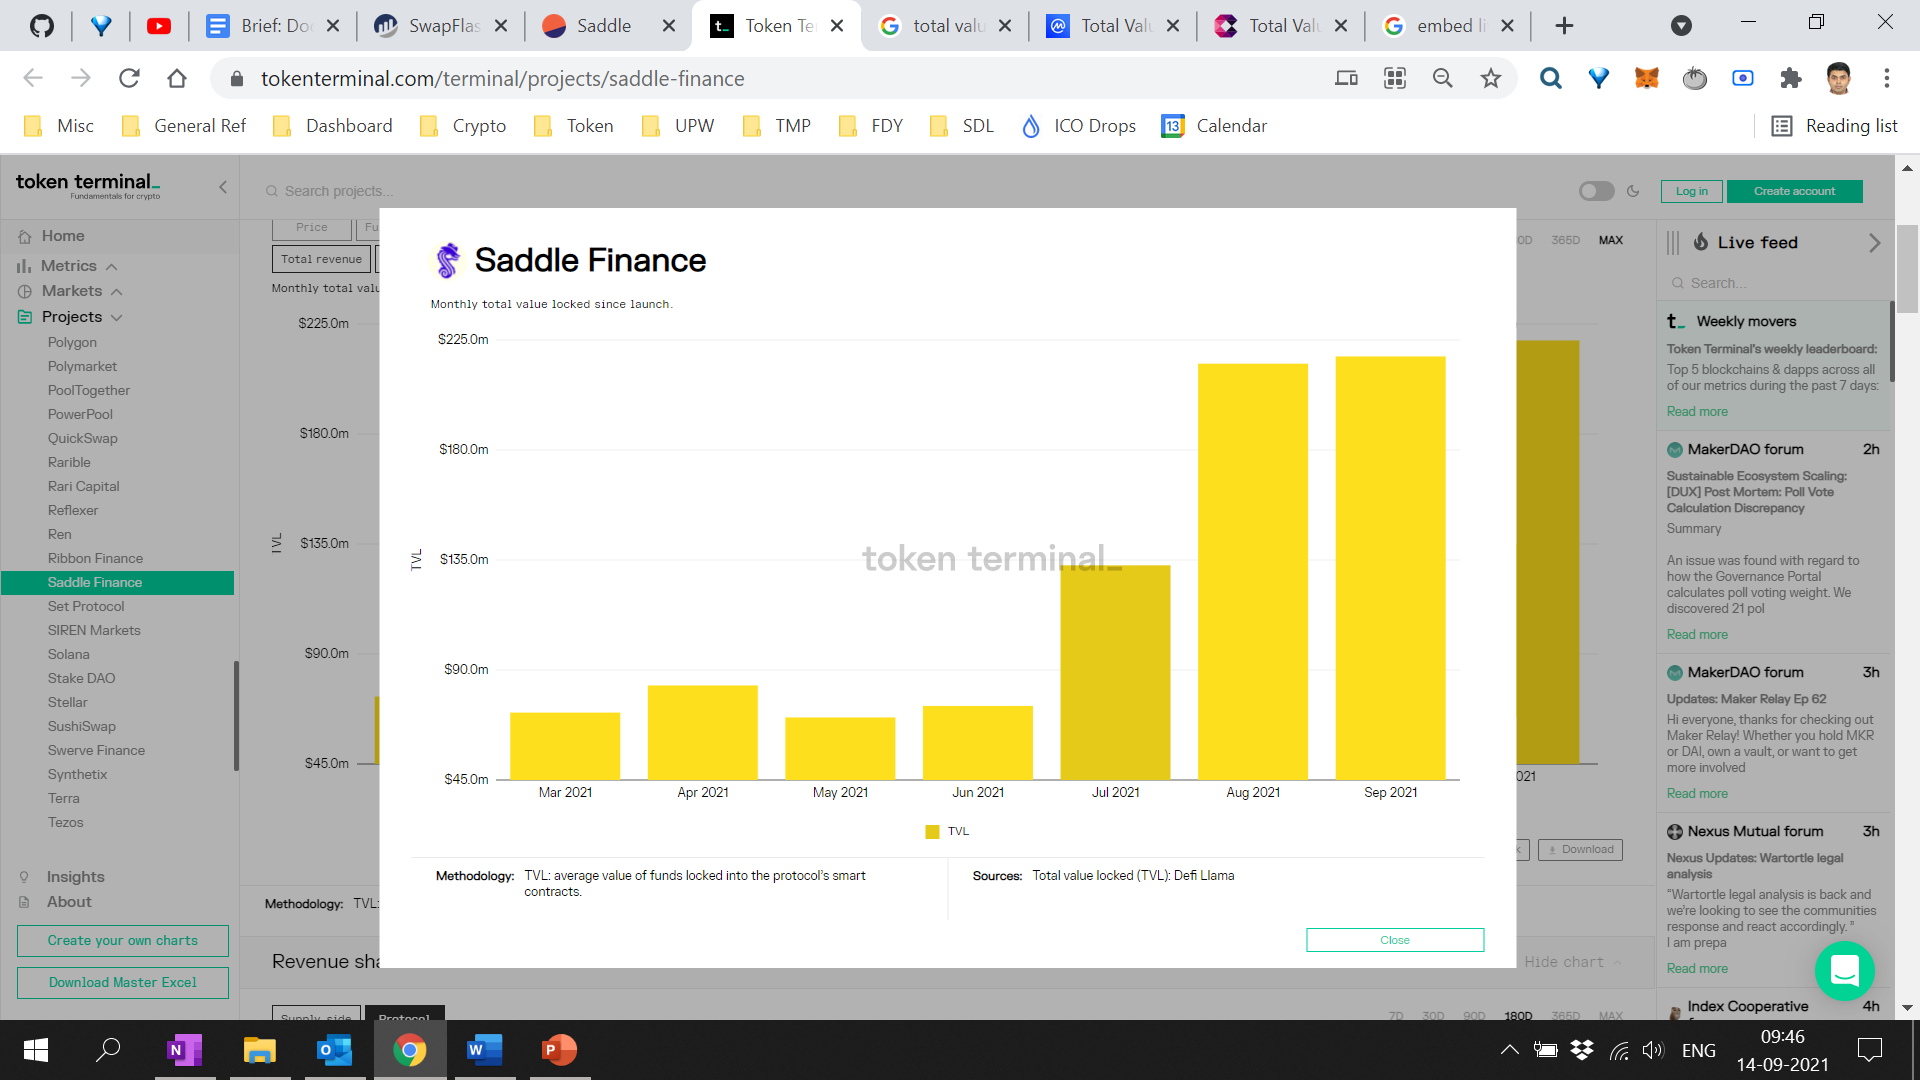 Brief: Do
SwapFlas
Saddle
Token Te
total valu
Total Valu
Total Valu
embed li
tokenterminal.com/terminal/projects/saddle-finance
Misc
General Ref
Dashboard
Crypto
Token
UPW
TMP
FDY
SDL
ICO Drops
13
Calendar
Reading list
token terminal_
Fundamentals for crypto
Search projects...
Log in
Create account
Home
Metrics
Markets
Projects
Polygon
Polymarket
PoolTogether
PowerPool
QuickSwap
Rarible
Rari Capital
Reflexer
Ren
Ribbon Finance
Saddle Finance
Set Protocol
SIREN Markets
Solana
Stake DAO
Stellar
SushiSwap
Swerve Finance
Synthetix
Terra
Tezos
Insights
About
Create your own charts
Download Master Excel
Price
Fu
Total revenue
Monthly total valu
365D
MAX
$225.0m
$180.0m
$135.0m
$90.0m
$45.0m
TVL
021
Download
Methodology: TVL:
Revenue sha
Hide chart
Supply side
Protocol
7D
30D
90D
180D
365D
MAX
Saddle Finance
Monthly total value locked since launch.
$225.0m
$180.0m
$135.0m
$90.0m
$45.0m
TVL
token terminal_
Mar 2021
Apr 2021
May 2021
Jun 2021
Jul 2021
Aug 2021
Sep 2021
TVL
Methodology: TVL: average value of funds locked into the protocol's smart
contracts.
Sources: Total value locked (TVL): Defi Llama
Close
Live feed
Search...
t_ Weekly movers
Token Terminal's weekly leaderboard:
Top 5 blockchains & dapps across all
of our metrics during the past 7 days:
Read more
MakerDAO forum 2h
Sustainable Ecosystem Scaling:
[DUX] Post Mortem: Poll Vote
Calculation Discrepancy
Summary
An issue was found with regard to
how the Governance Portal
calculates poll voting weight. We
discovered 21 pol
Read more
MakerDAO forum 3h
Updates: Maker Relay Ep 62
Hi everyone, thanks for checking out
Maker Relay! Whether you hold MKR
or DAI, own a vault, or want to get
more involved
Read more
Nexus Mutual forum 3h
Nexus Updates: Wartortle legal
analysis
“Wartortle legal analysis is back and
we're looking to see the communities
response and react accordingly. ”
I am prepa
Read more
Index Cooperative 4h
ENG
09:46
14-09-2021